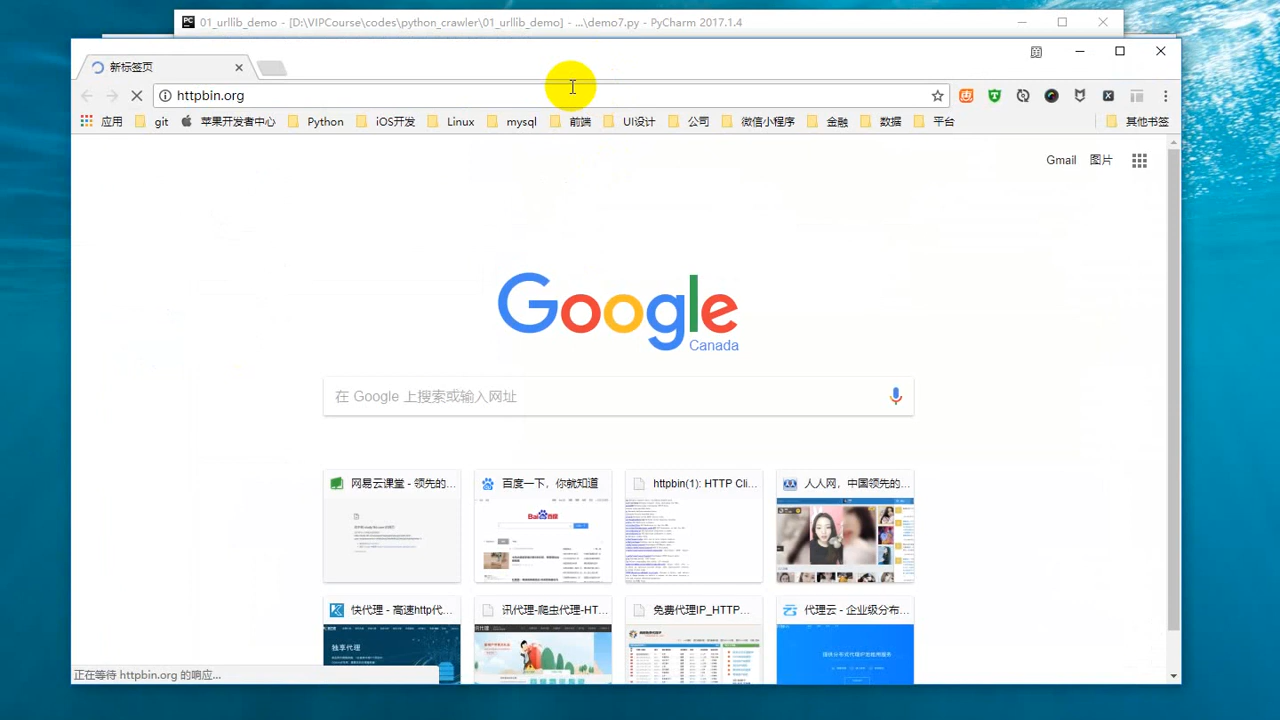 01_urllib_demo - [D:\VIPCourse\codes\python_crawler\01_urllib_demo] - ...\demo7.py - PyCharm 2017.1.4
新标签页
httpbin.org
应用 git 苹果开发者中心 Python iOS开发 Linux mysql 前端 UI设计 公司 微信小程序 金融 数据 平台 其他书签
Gmail 图片
Google
Canada
在 Google 上搜索或输入网址
网易云课堂 - 领先的... 百度一下，你就知道 httpbin(1): HTTP Cli... 人人网，中国领先的...
Bai 百度
快代理 - 高速http代... 讯代理-爬虫代理-HT... 免费代理IP_HTTP... 代理云 - 企业级分布...
独享代理
正在等待 httpbin.org 的响应...